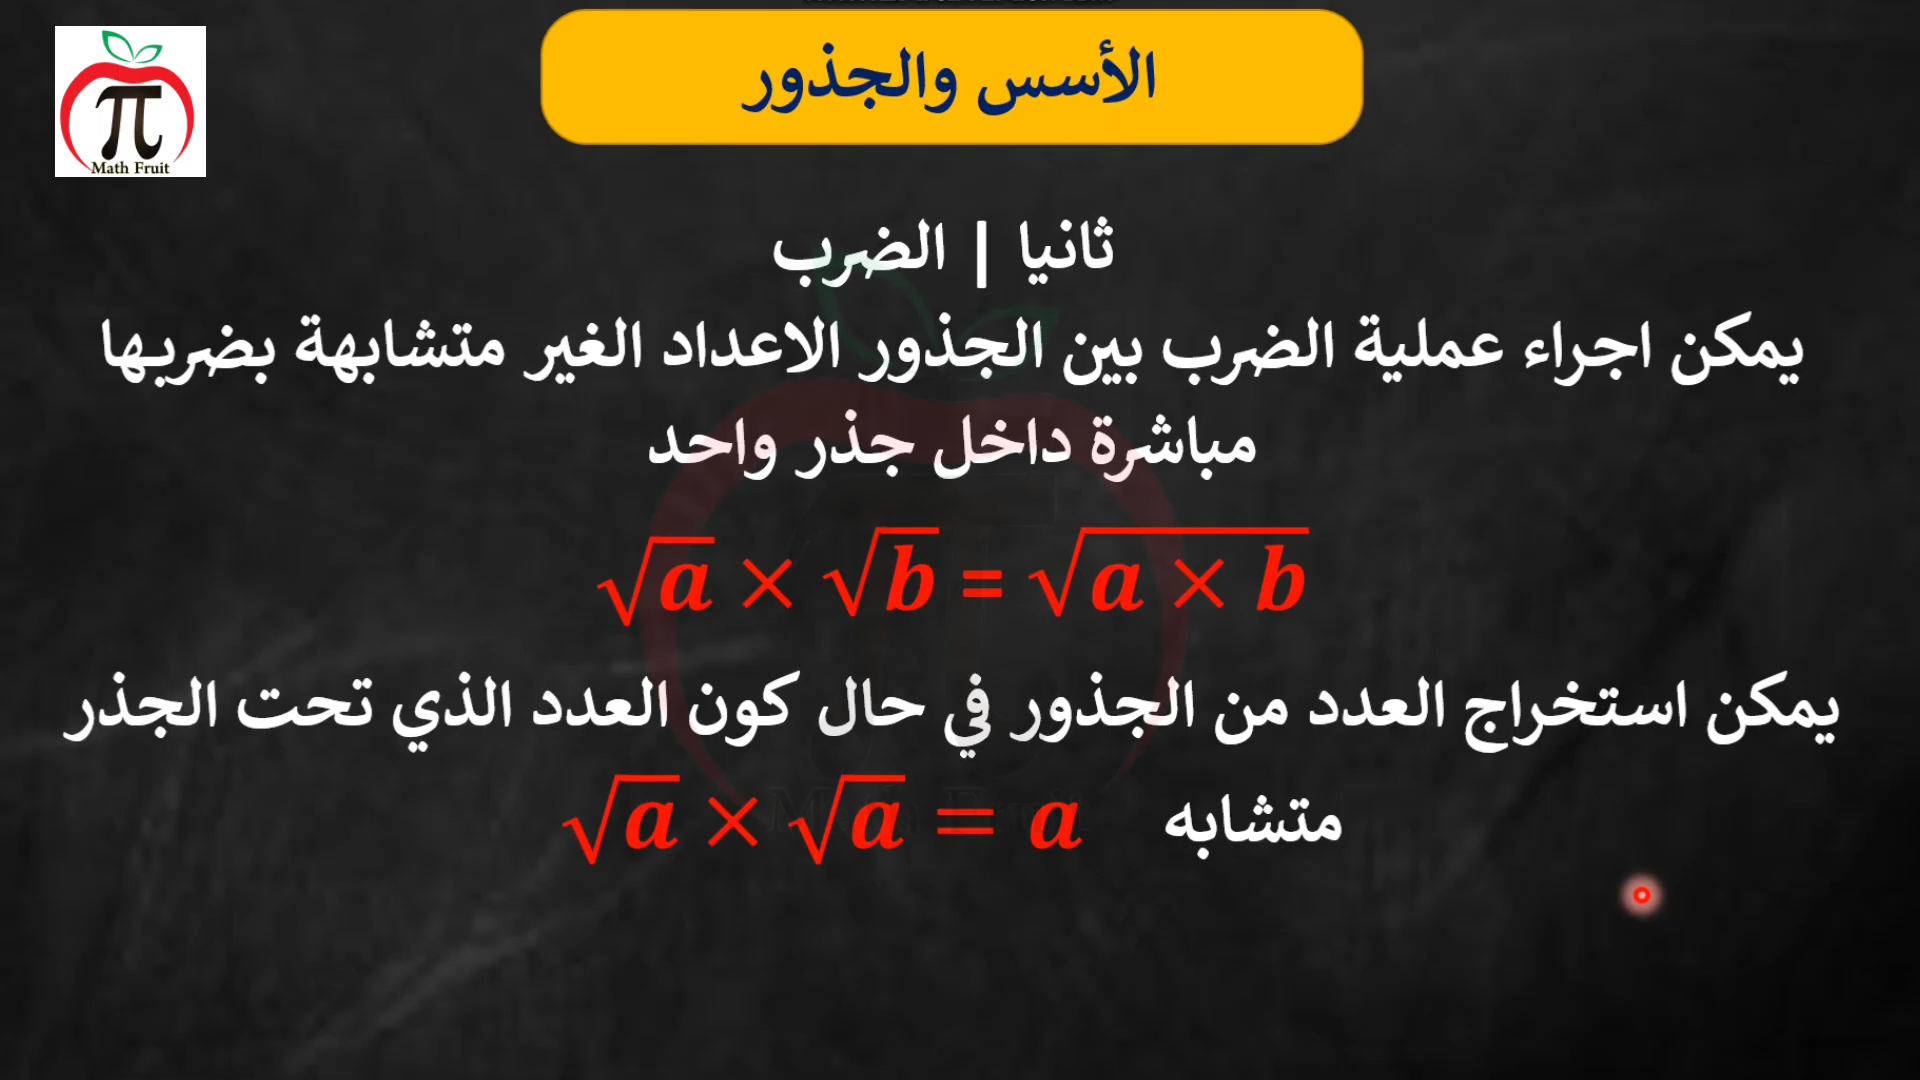 الأسس والجذور
π
Math Fruit
ثانيا | الضرب
يمكن اجراء عملية الضرب بين الجذور الاعداد الغير متشابهة بضربها
مباشرة داخل جذر واحد
√a × √b = √(a × b)
يمكن استخراج العدد من الجذور في حال كون العدد الذي تحت الجذر
متشابه √a × √a = a